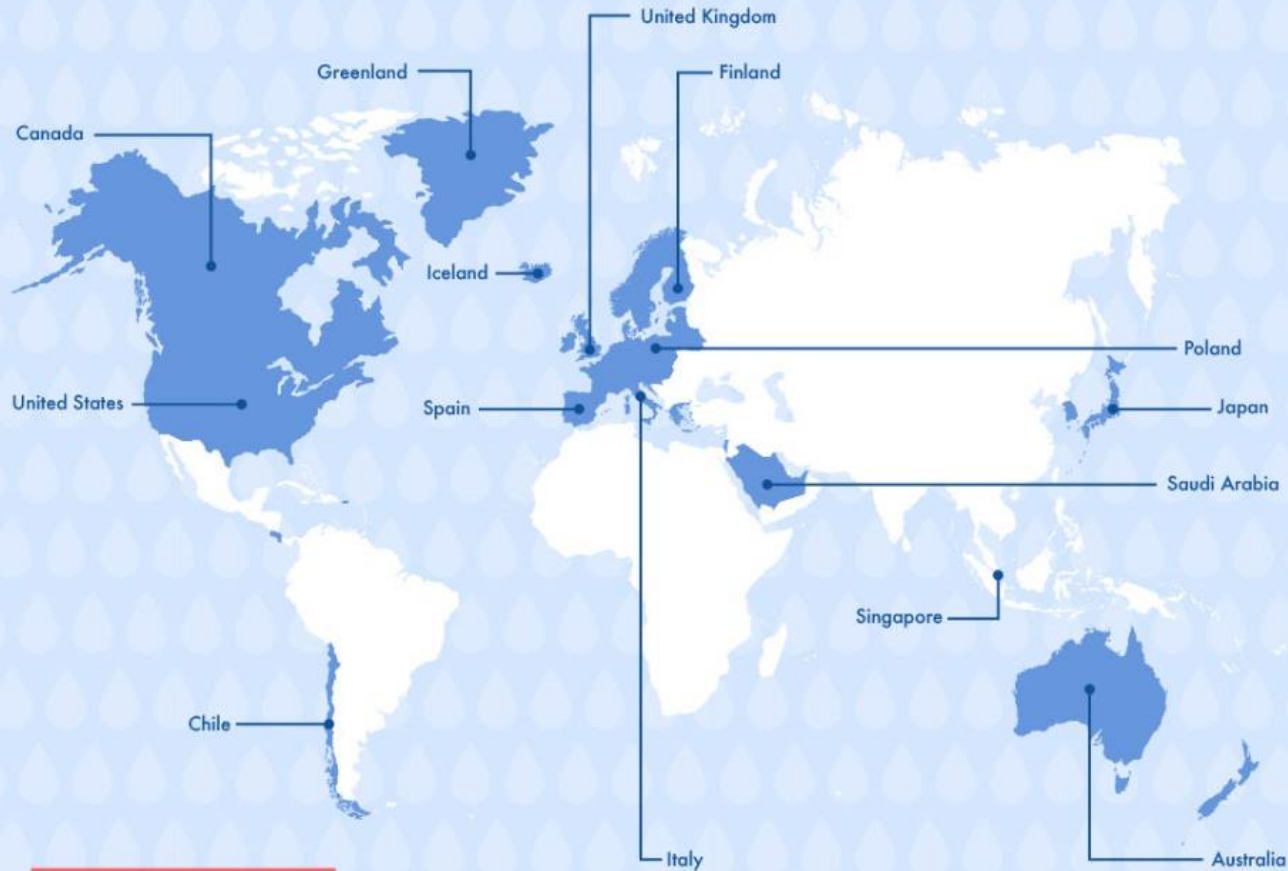 United Kingdom
Greenland
Finland
Canada
Iceland
Poland
United States
Spain
Japan
Saudi Arabia
Singapore
Chile
Italy
Australia